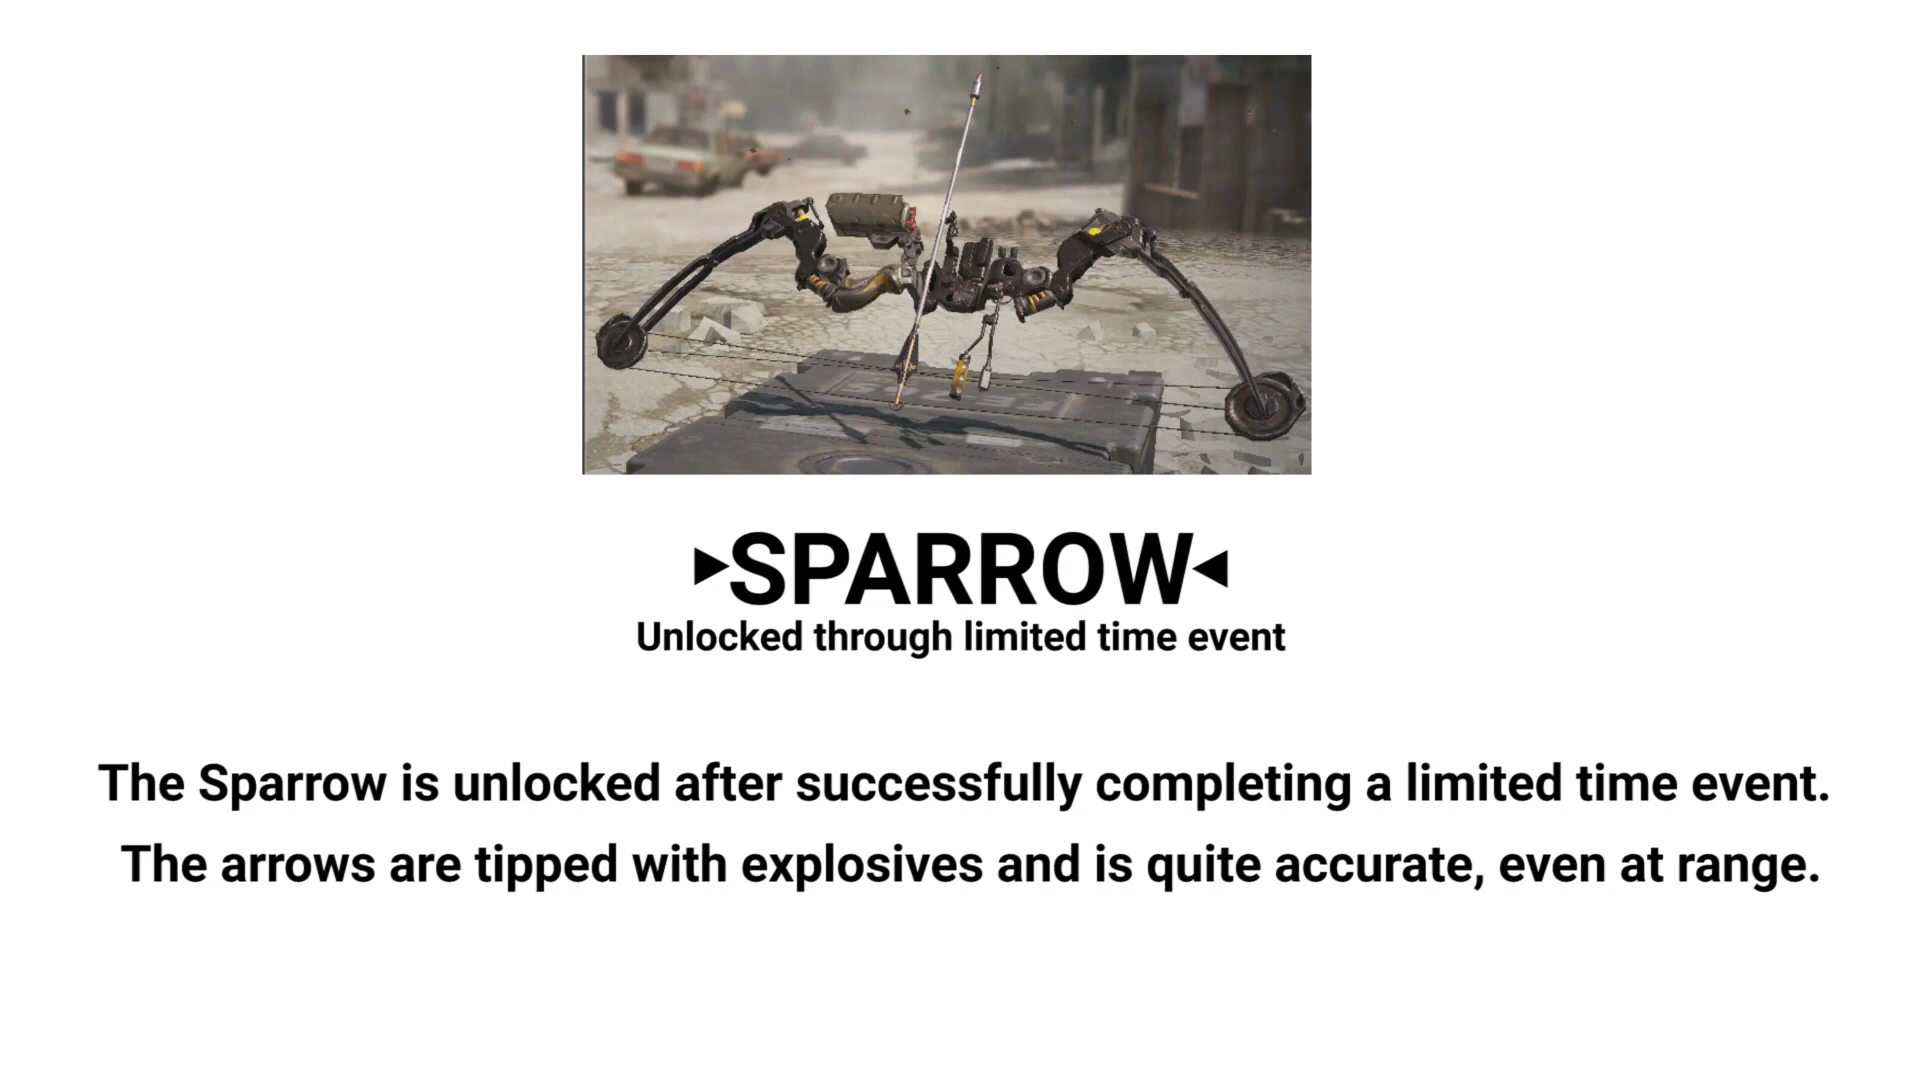 ▸SPARROW◂
Unlocked through limited time event
The Sparrow is unlocked after successfully completing a limited time event.
The arrows are tipped with explosives and is quite accurate, even at range.